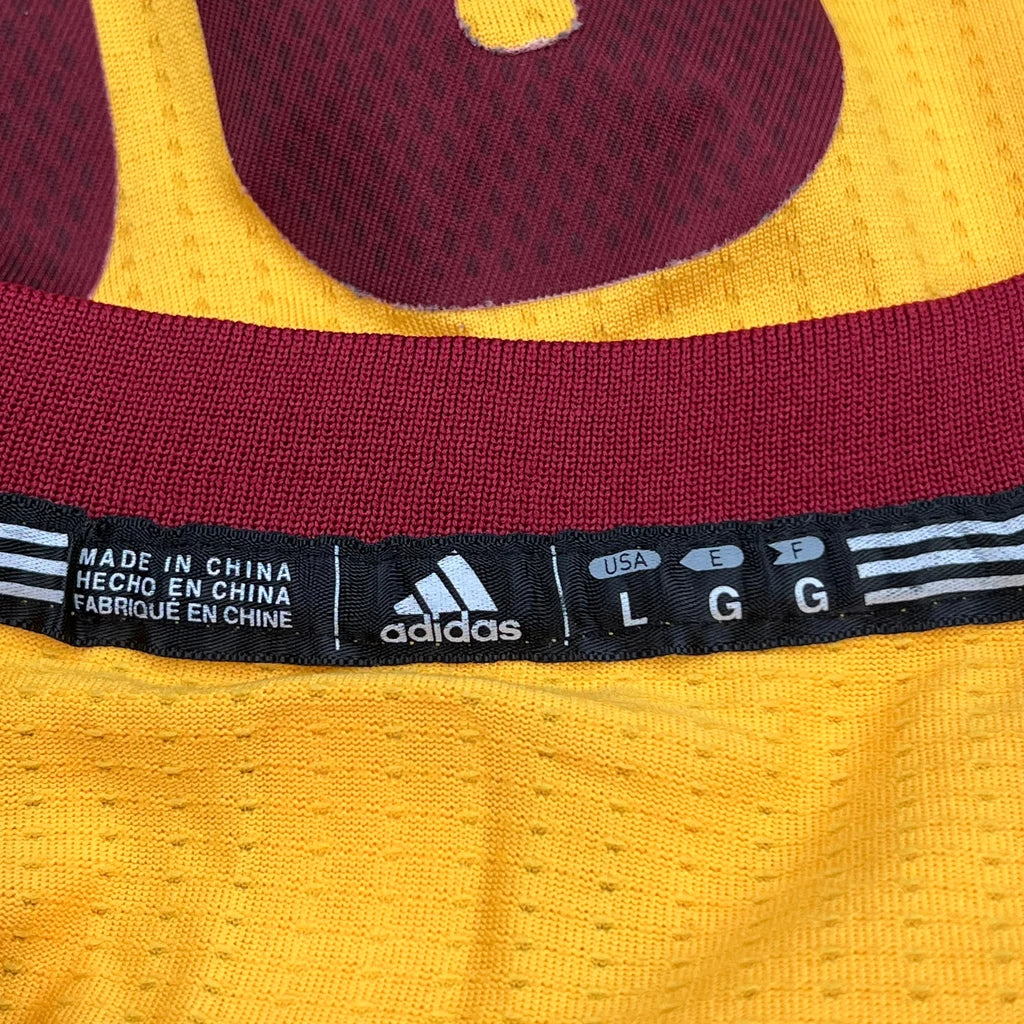 MADE IN CHINA
HECHO EN CHINA
FABRIQUÉ EN CHINE
adidas
USA E F
L G G